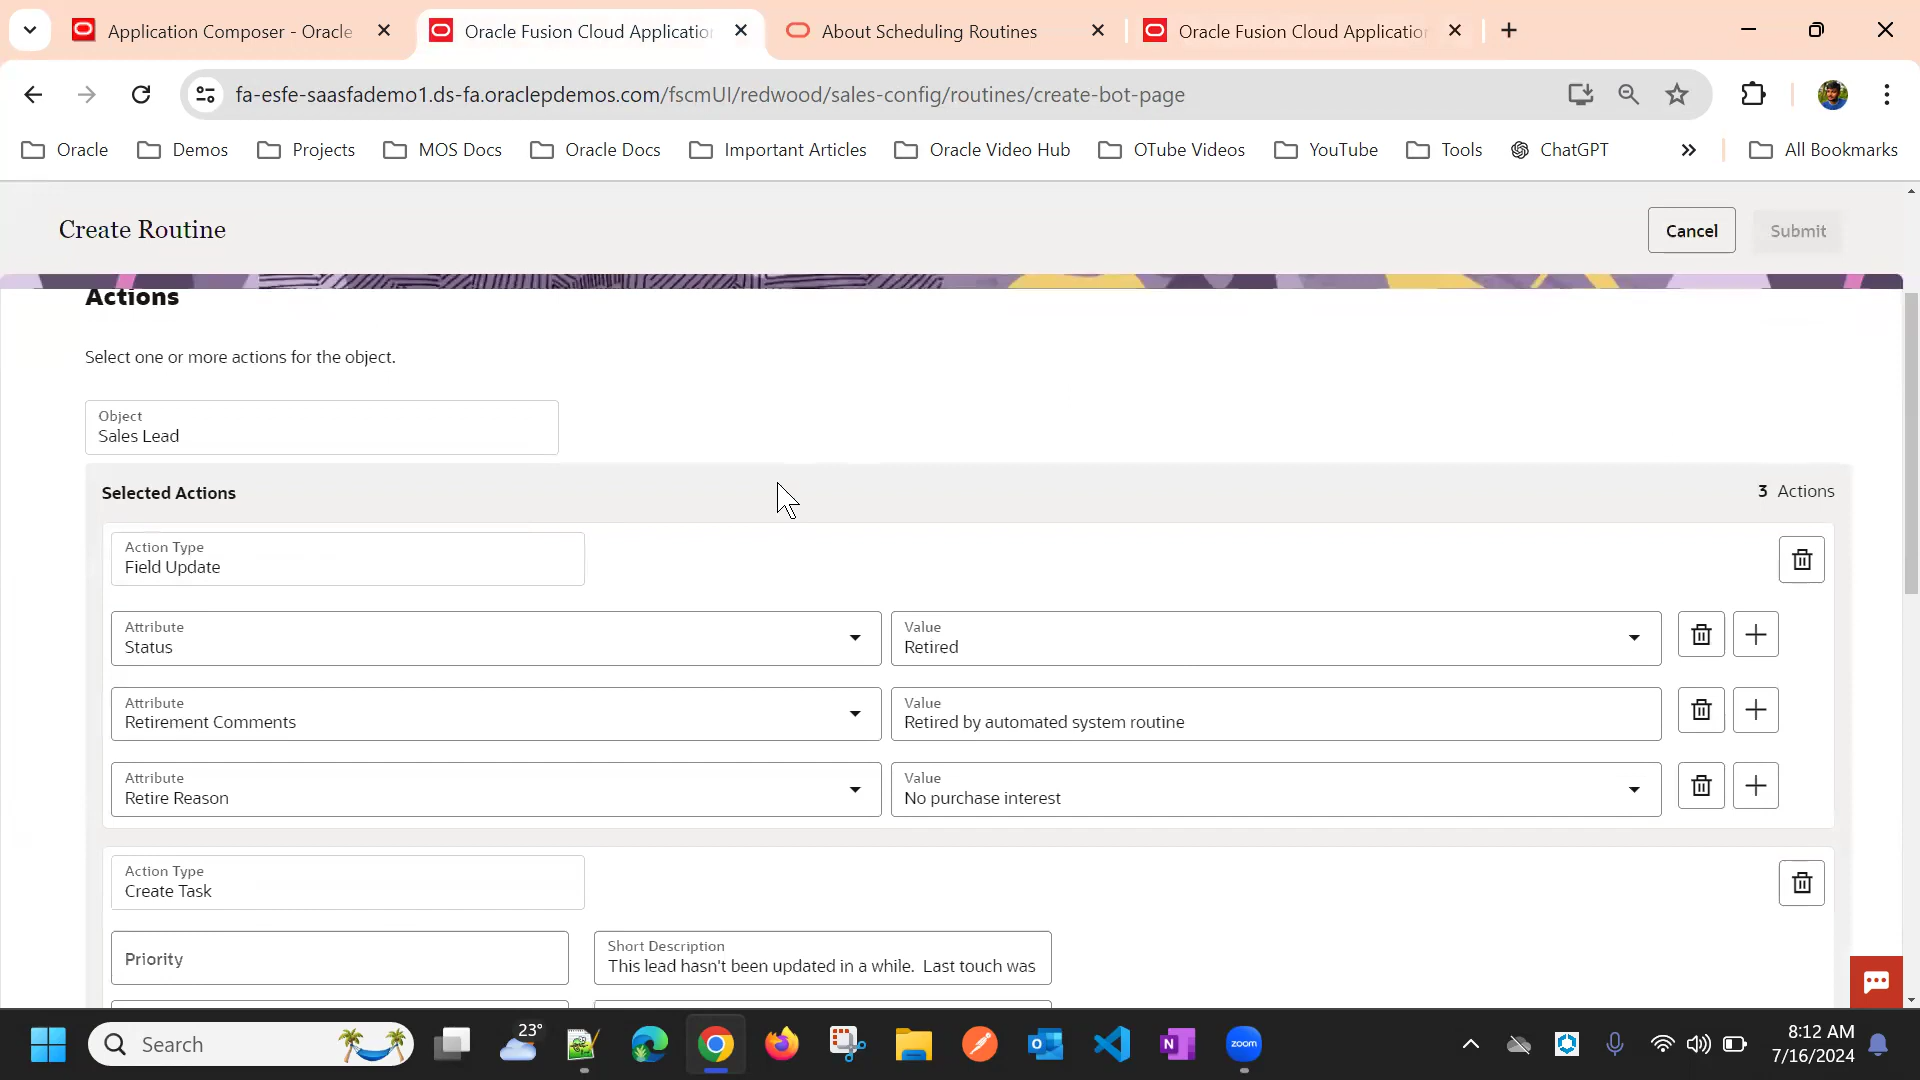 Application Composer - Oracle
Oracle Fusion Cloud Applicatio
About Scheduling Routines
Oracle Fusion Cloud Applicatio
fa-esfe-saasfademo1.ds-fa.oraclepdemos.com/fscmUI/redwood/sales-config/routines/create-bot-page
Oracle
Demos
Projects
MOS Docs
Oracle Docs
Important Articles
Oracle Video Hub
OTube Videos
YouTube
Tools
ChatGPT
All Bookmarks
Create Routine
Cancel
Submit
Actions
Select one or more actions for the object.
Object
Sales Lead
Selected Actions
3 Actions
Action Type
Field Update
Attribute
Status
Value
Retired
Attribute
Retirement Comments
Value
Retired by automated system routine
Attribute
Retire Reason
Value
No purchase interest
Action Type
Create Task
Priority
Short Description
This lead hasn't been updated in a while. Last touch was
Search
23°
zoom
8:12 AM
7/16/2024